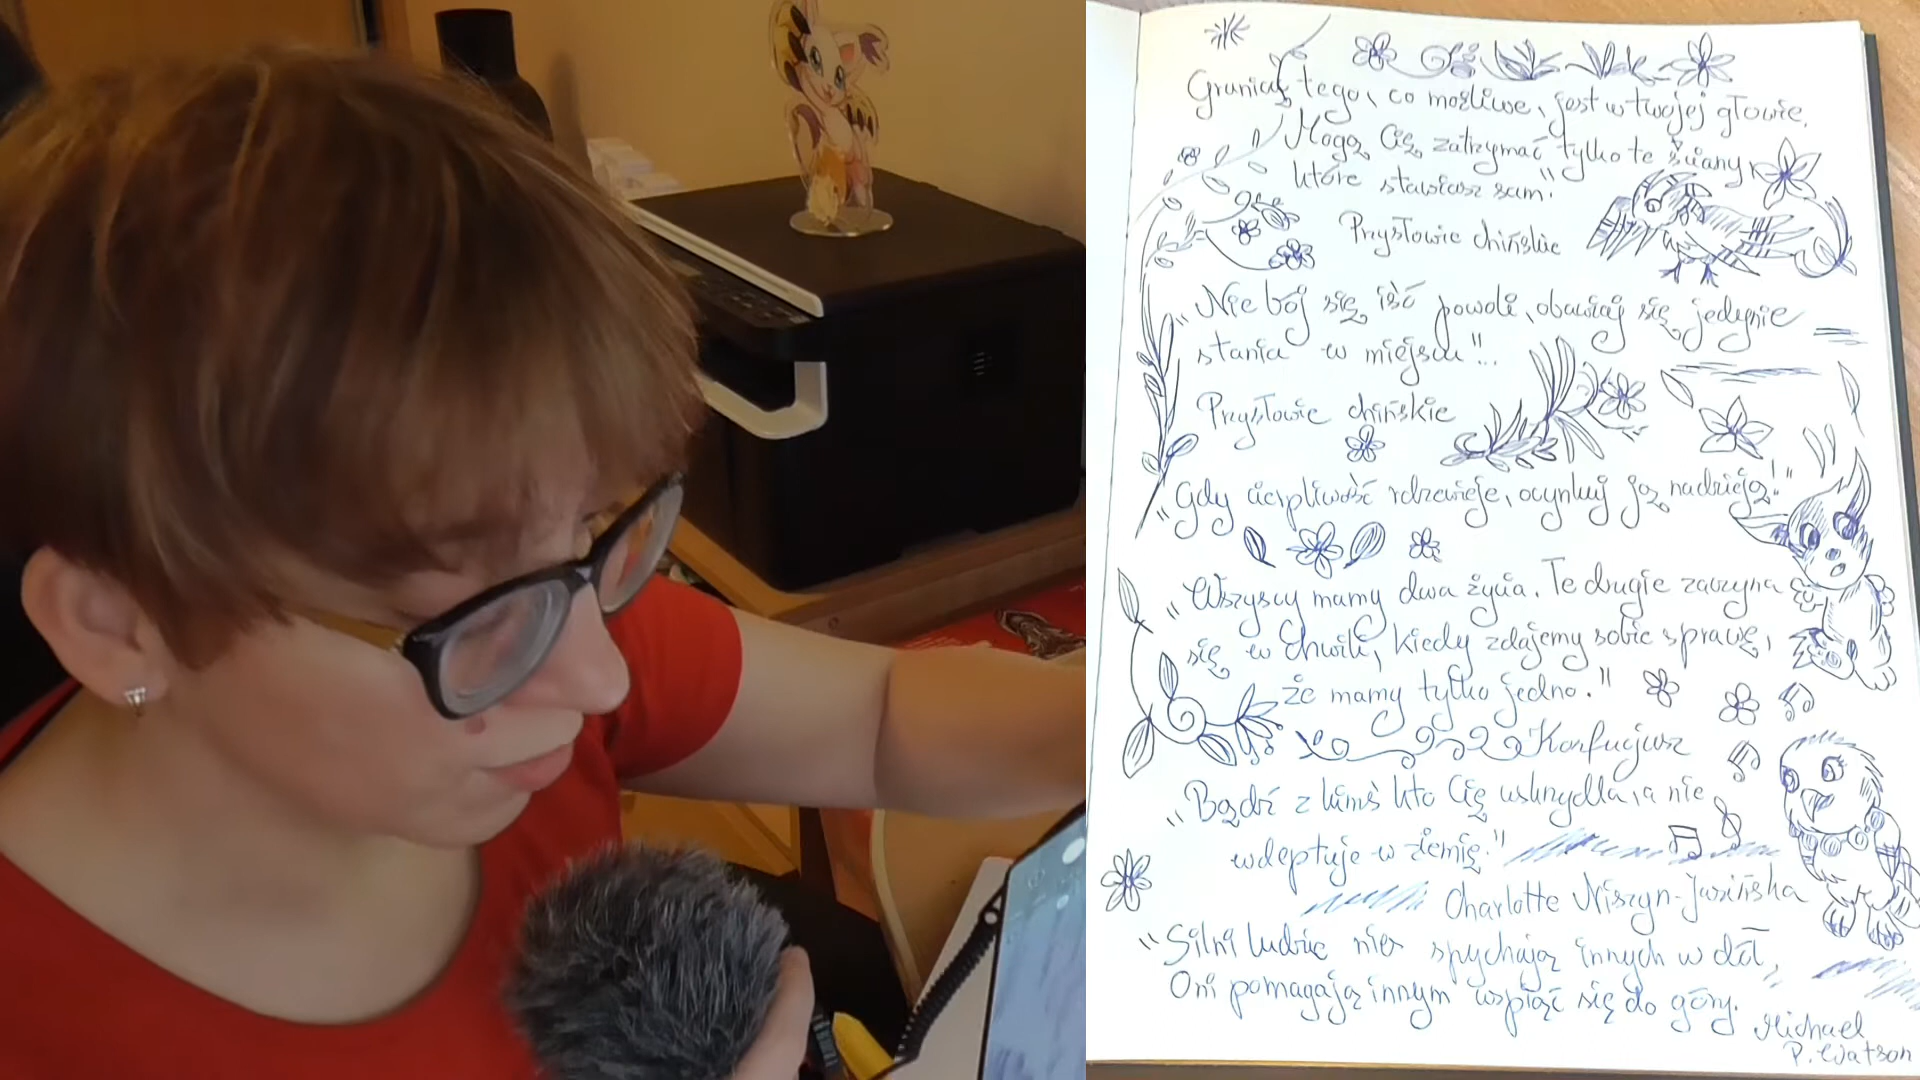 Granica tego, co możliwe, jest w twojej głowie.
Mogą Cię zatrzymać tylko te ściany,
które stawiasz sam."
Przysłowie chińskie
"Nie bój się iść powoli, obawiaj się jedynie
stania w miejscu"...
Przysłowie chińskie
"Gdy cierpliwość rdzewieje, ocynkuj ją nadzieją!"
"Wszyscy mamy dwa życia. Te drugie zaczyna
się w chwili, kiedy zdajemy sobie sprawę,
że mamy tylko jedno."
Konfucjusz
"Bądź z kimś kto Cię uskrzydla, a nie
wdeptuje w ziemię."
Charlotte Niszyn-Jasińska
"Silni ludzie nie spychają innych w dół,
Oni pomagają innym wspiąć się do góry.
Michael
P. Watson